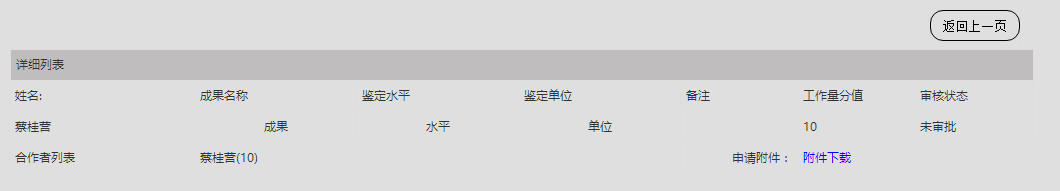 返回上一页
详细列表
姓名: 成果名称 鉴定水平 鉴定单位 备注 工作量分值 审核状态
蔡桂营 成果 水平 单位 10 未审批
合作者列表 蔡桂营(10) 申请附件： 附件下载